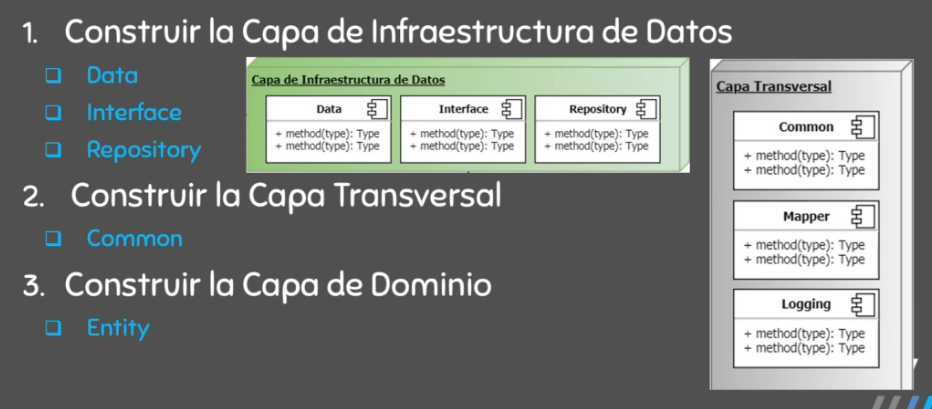 1. Construir la Capa de Infraestructura de Datos
Data
Interface
Repository
Capa de Infraestructura de Datos
Data
+ method(type): Type
+ method(type): Type
Interface
+ method(type): Type
+ method(type): Type
Repository
+ method(type): Type
+ method(type): Type
2. Construir la Capa Transversal
Common
3. Construir la Capa de Dominio
Entity
Capa Transversal
Common
+ method(type): Type
+ method(type): Type
Mapper
+ method(type): Type
+ method(type): Type
Logging
+ method(type): Type
+ method(type): Type